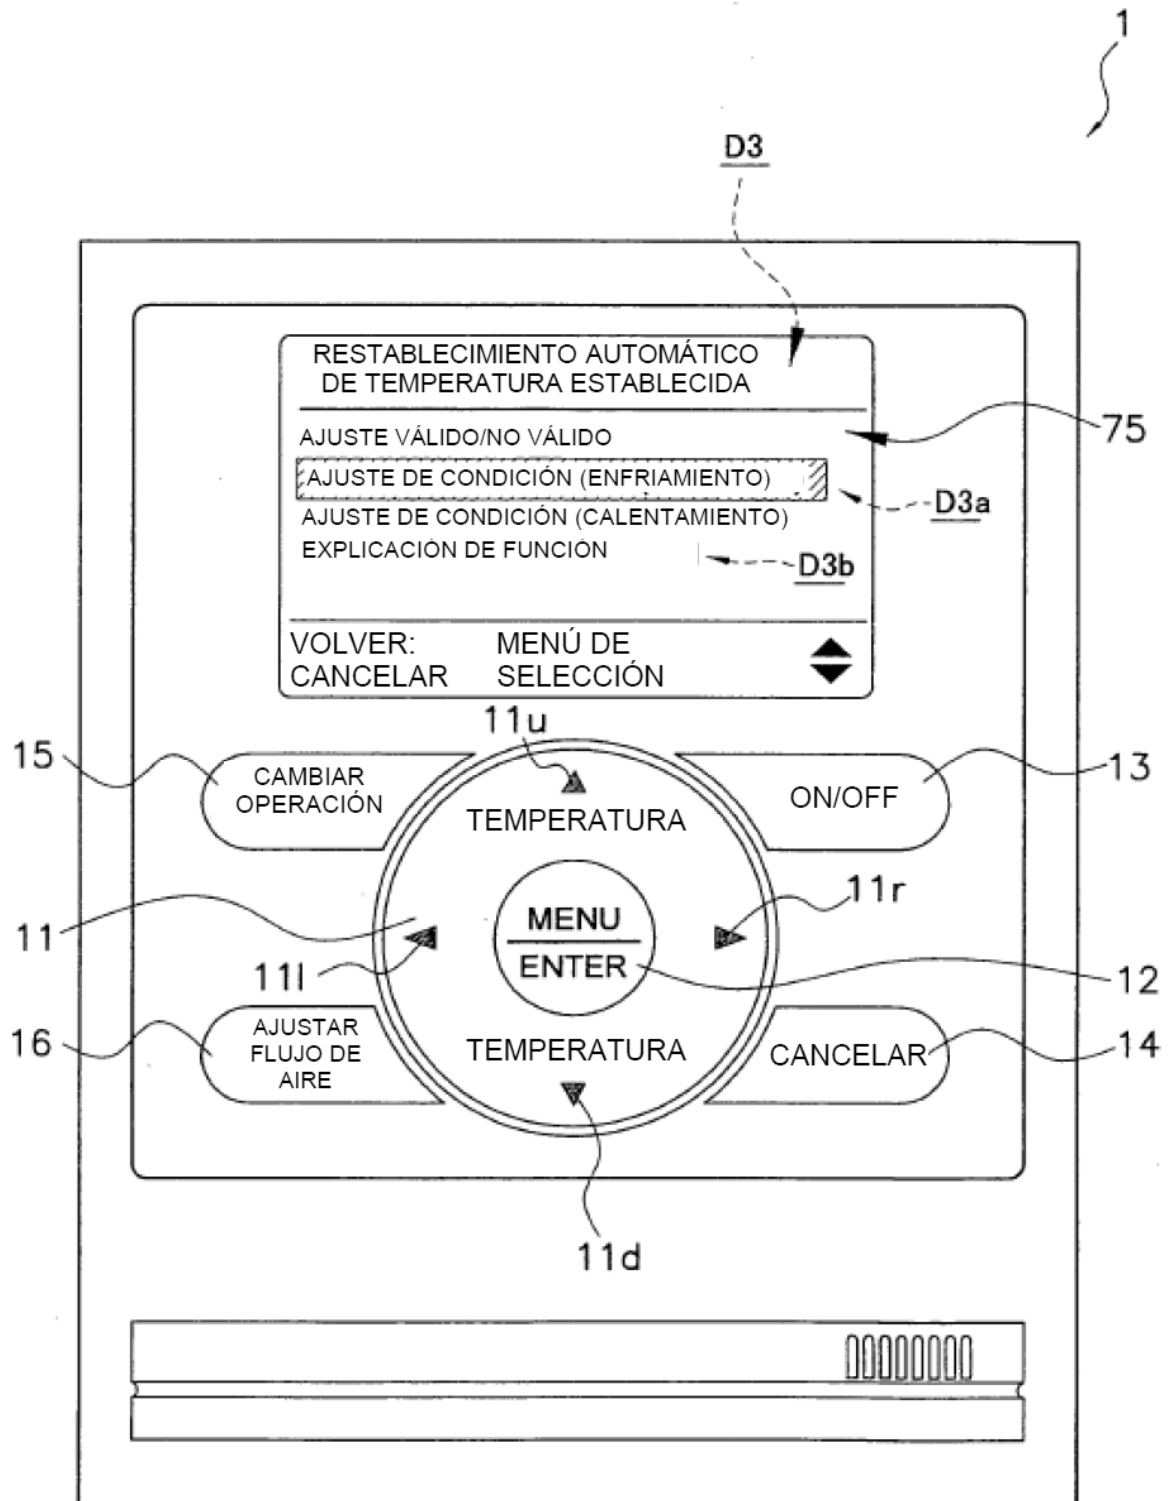 1
D3
RESTABLECIMIENTO AUTOMÁTICO
DE TEMPERATURA ESTABLECIDA
75
AJUSTE VÁLIDO/NO VÁLIDO
AJUSTE DE CONDICIÓN (ENFRIAMIENTO)
D3a
AJUSTE DE CONDICIÓN (CALENTAMIENTO)
EXPLICACIÓN DE FUNCIÓN
D3b
VOLVER:
CANCELAR
MENÚ DE
SELECCIÓN
11u
15
CAMBIAR
OPERACIÓN
TEMPERATURA
ON/OFF
13
11
11l
MENU
ENTER
11r
12
16
AJUSTAR
FLUJO DE
AIRE
TEMPERATURA
CANCELAR
14
11d